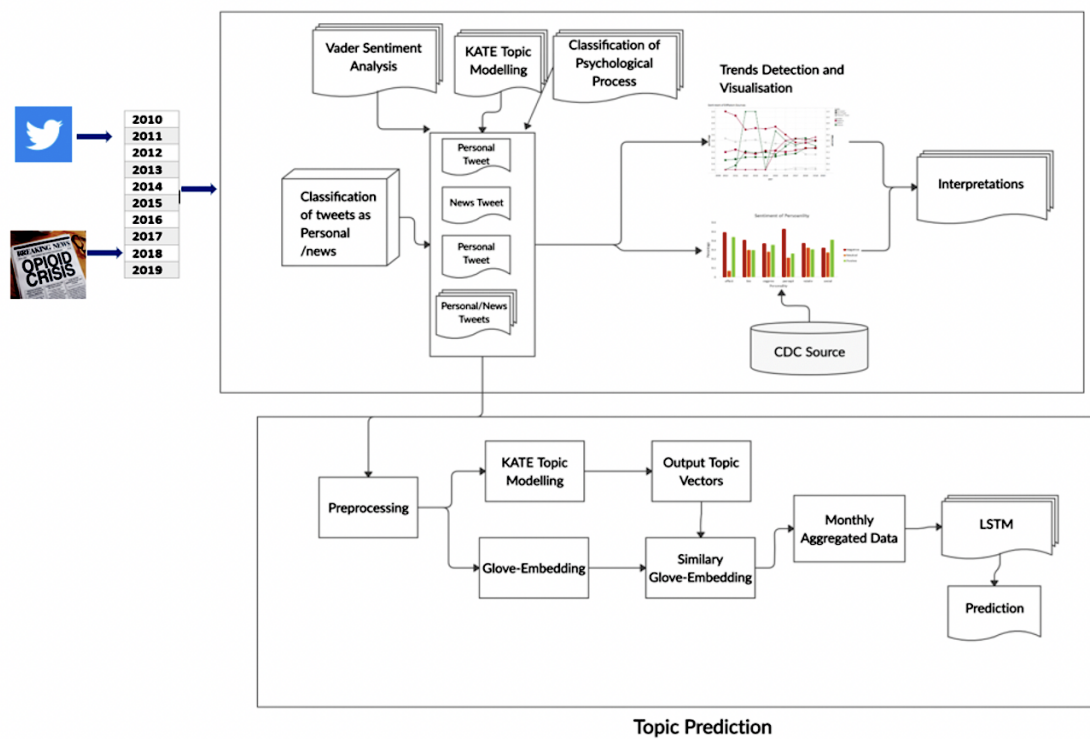 Vader Sentiment
Analysis
KATE Topic
Modelling
Classification of
Psychological
Process
Trends Detection and
Visualisation
2010
2011
2012
2013
2014
2015
2016
2017
2018
2019
BREAKING NEWS
OPIOID
CRISIS
Classification
of tweets as
Personal
/news
Personal
Tweet
News Tweet
Personal
Tweet
Personal/News
Tweets
Interpretations
Sentiment of Personality
CDC Source
Preprocessing
KATE Topic
Modelling
Output Topic
Vectors
Glove-Embedding
Similary
Glove-Embedding
Monthly
Aggregated Data
LSTM
Prediction
Topic Prediction